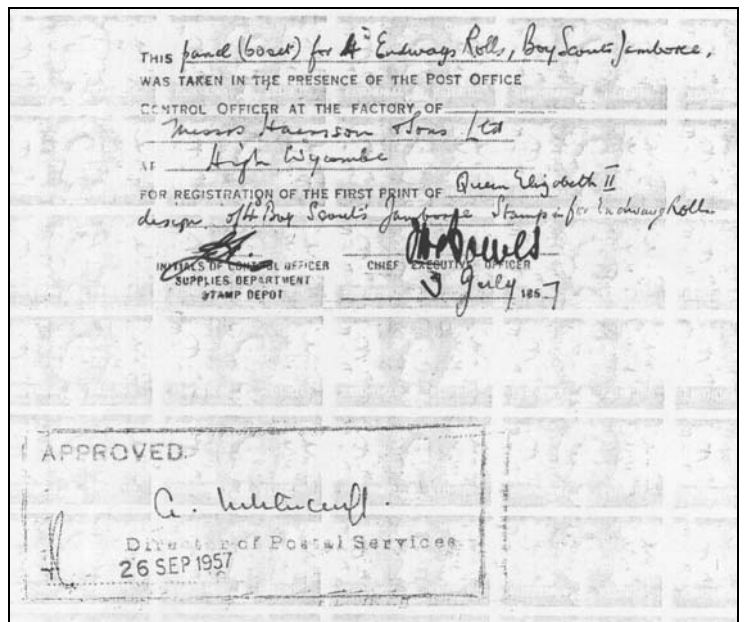 THIS panel (60set) for 4ᵈ Endways Rolls, Boy Scouts Jamboree,
WAS TAKEN IN THE PRESENCE OF THE POST OFFICE
CONTROL OFFICER AT THE FACTORY OF
Messrs Harrison & Sons Ltd
AT High Wycombe
FOR REGISTRATION OF THE FIRST PRINT OF Queen Elizabeth II
design of 4ᵈ Boy Scouts Jamboree Stamps for Endways Rolls
INITIALS OF CONTROL OFFICER
SUPPLIES DEPARTMENT
STAMP DEPOT
CHIEF EXECUTIVE OFFICER
3 July 1957
APPROVED.
Director of Postal Services
26 SEP 1957